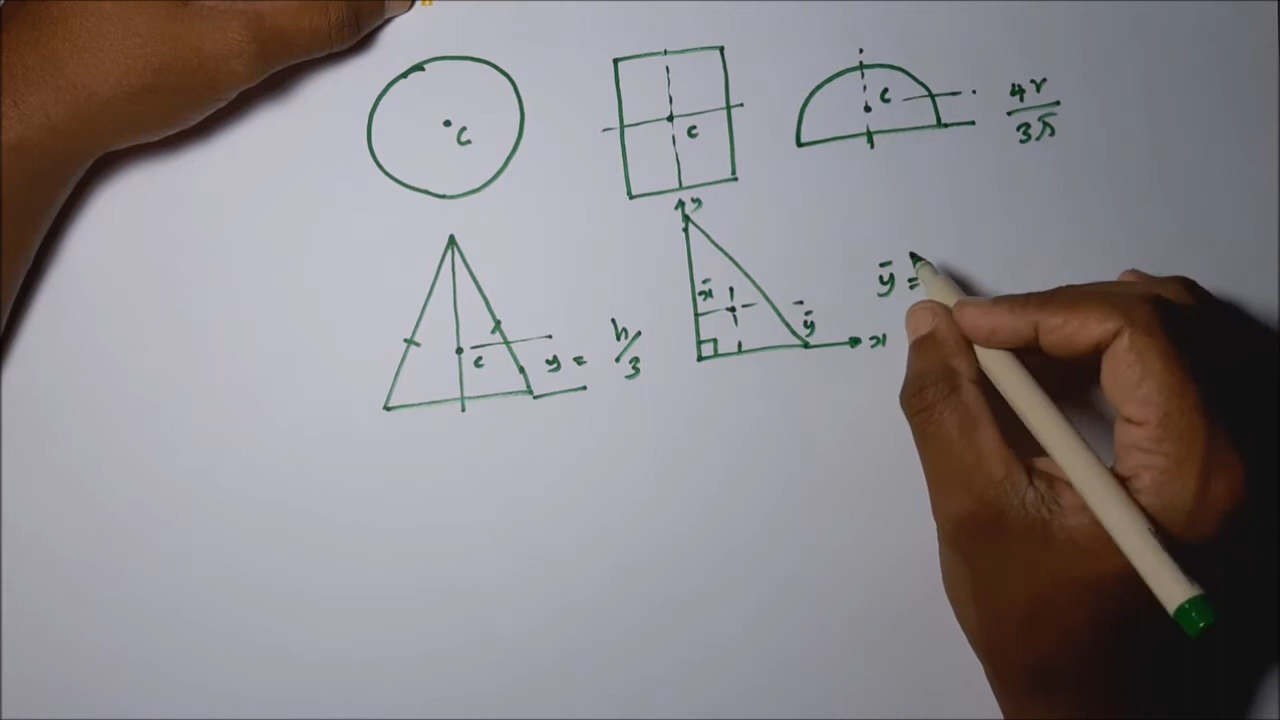 C
C
C
4r/3π
y
x̄
ȳ
x
C
y = h/3
ȳ =